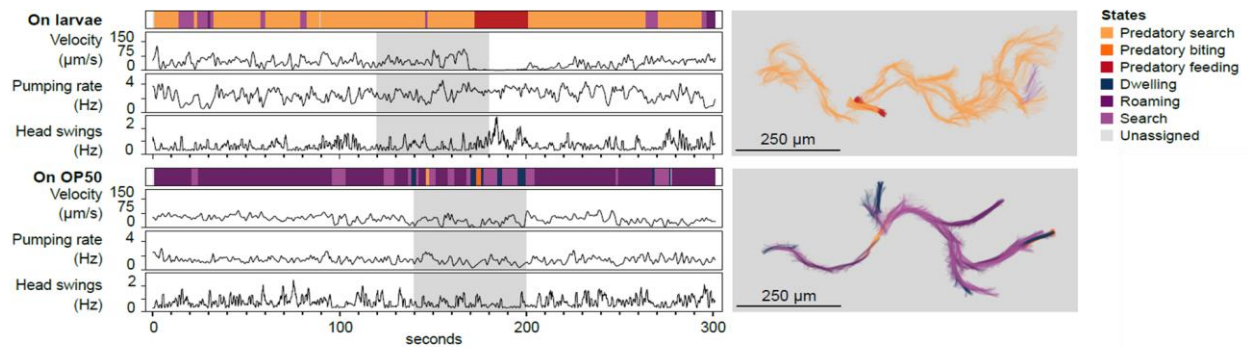 On larvae
Velocity
(μm/s)
150
75
0
Pumping rate
(Hz)
4
0
Head swings
(Hz)
2
0
On OP50
Velocity
(μm/s)
150
75
0
Pumping rate
(Hz)
4
0
Head swings
(Hz)
2
0
0
100
200
300
seconds
250 μm
250 μm
States
Predatory search
Predatory biting
Predatory feeding
Dwelling
Roaming
Search
Unassigned